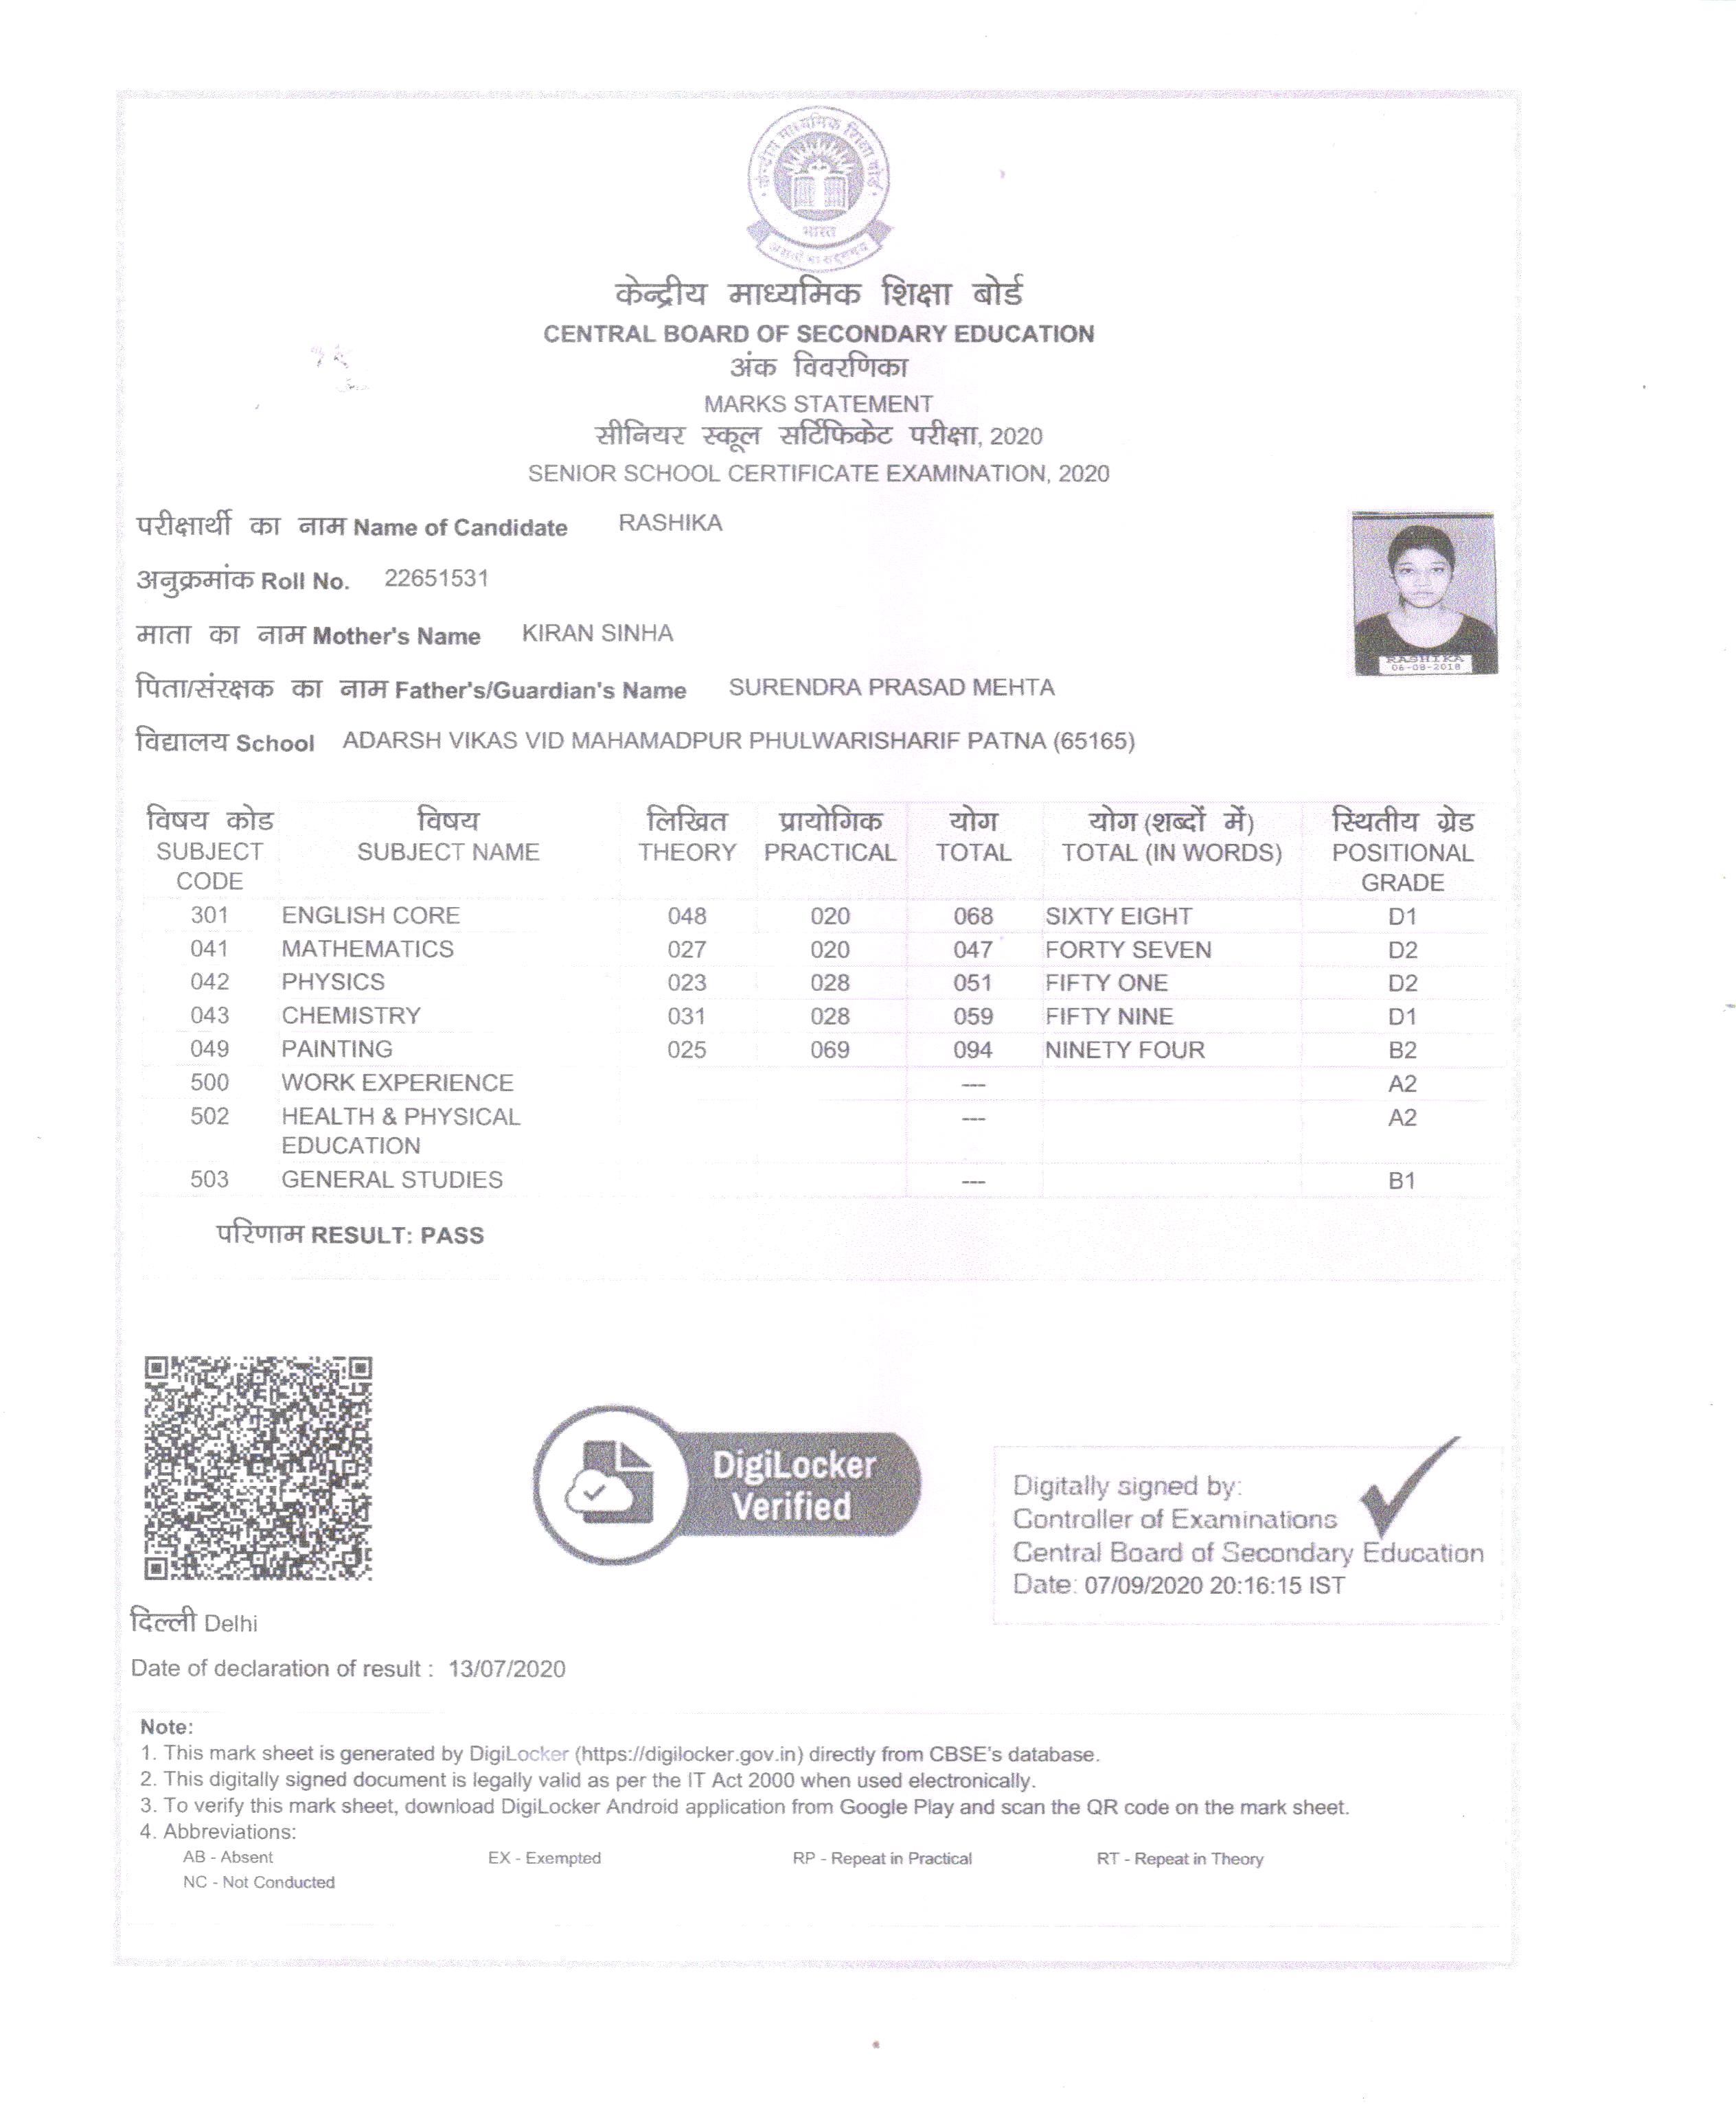 केन्द्रीय माध्यमिक शिक्षा बोर्ड
भारत
असतो मा सद्गमय
केन्द्रीय माध्यमिक शिक्षा बोर्ड
CENTRAL BOARD OF SECONDARY EDUCATION
अंक विवरणिका
MARKS STATEMENT
सीनियर स्कूल सर्टिफिकेट परीक्षा, 2020
SENIOR SCHOOL CERTIFICATE EXAMINATION, 2020
परीक्षार्थी का नाम Name of Candidate RASHIKA
अनुक्रमांक Roll No. 22651531
माता का नाम Mother's Name KIRAN SINHA
पिता/संरक्षक का नाम Father's/Guardian's Name SURENDRA PRASAD MEHTA
विद्यालय School ADARSH VIKAS VID MAHAMADPUR PHULWARISHARIF PATNA (65165)
RASHIKA
06-08-2018
विषय कोड विषय लिखित प्रायोगिक योग योग (शब्दों में) स्थितीय ग्रेड
SUBJECT SUBJECT NAME THEORY PRACTICAL TOTAL TOTAL (IN WORDS) POSITIONAL
CODE GRADE
301 ENGLISH CORE 048 020 068 SIXTY EIGHT D1
041 MATHEMATICS 027 020 047 FORTY SEVEN D2
042 PHYSICS 023 028 051 FIFTY ONE D2
043 CHEMISTRY 031 028 059 FIFTY NINE D1
049 PAINTING 025 069 094 NINETY FOUR B2
500 WORK EXPERIENCE --- A2
502 HEALTH & PHYSICAL --- A2
EDUCATION
503 GENERAL STUDIES --- B1
परिणाम RESULT: PASS
DigiLocker
Verified
Digitally signed by:
Controller of Examinations
Central Board of Secondary Education
Date: 07/09/2020 20:16:15 IST
दिल्ली Delhi
Date of declaration of result : 13/07/2020
Note:
1. This mark sheet is generated by DigiLocker (https://digilocker.gov.in) directly from CBSE's database.
2. This digitally signed document is legally valid as per the IT Act 2000 when used electronically.
3. To verify this mark sheet, download DigiLocker Android application from Google Play and scan the QR code on the mark sheet.
4. Abbreviations:
AB - Absent EX - Exempted RP - Repeat in Practical RT - Repeat in Theory
NC - Not Conducted